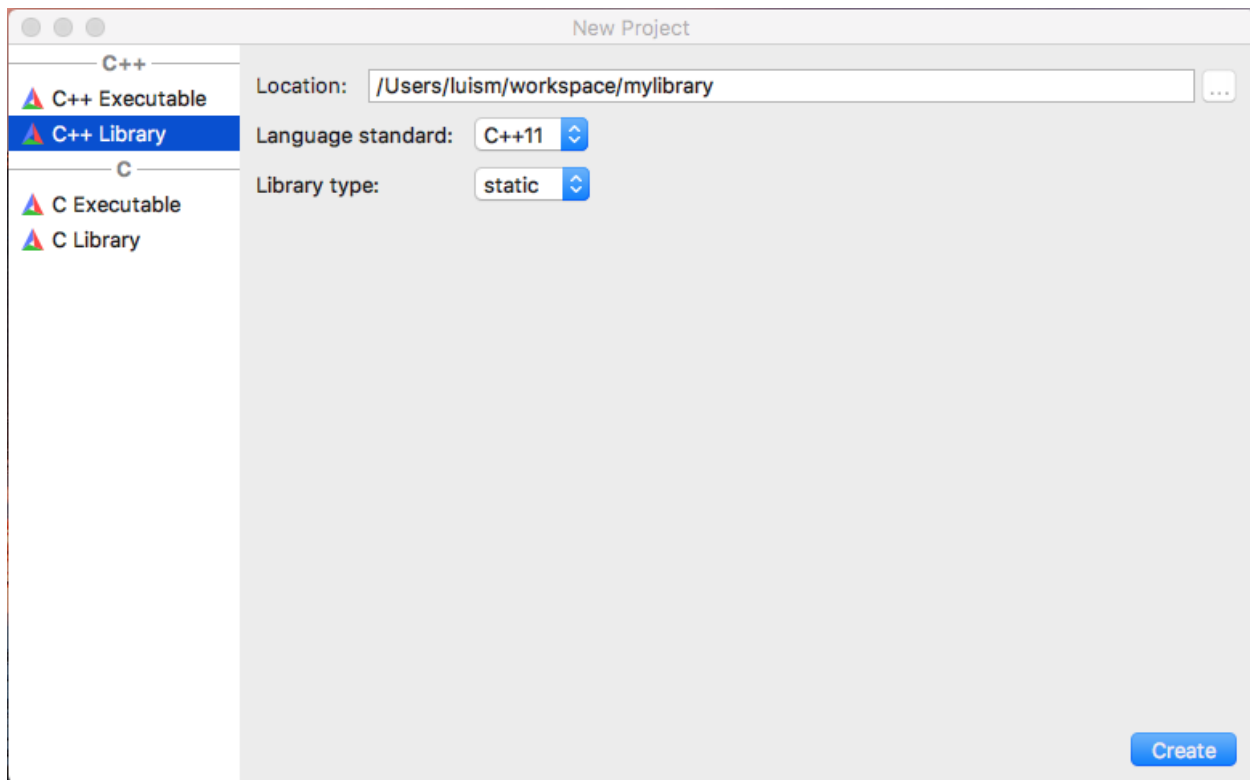 New Project
C++
C++ Executable
C++ Library
C
C Executable
C Library
Location: /Users/luism/workspace/mylibrary ...
Language standard: C++11
Library type: static
Create